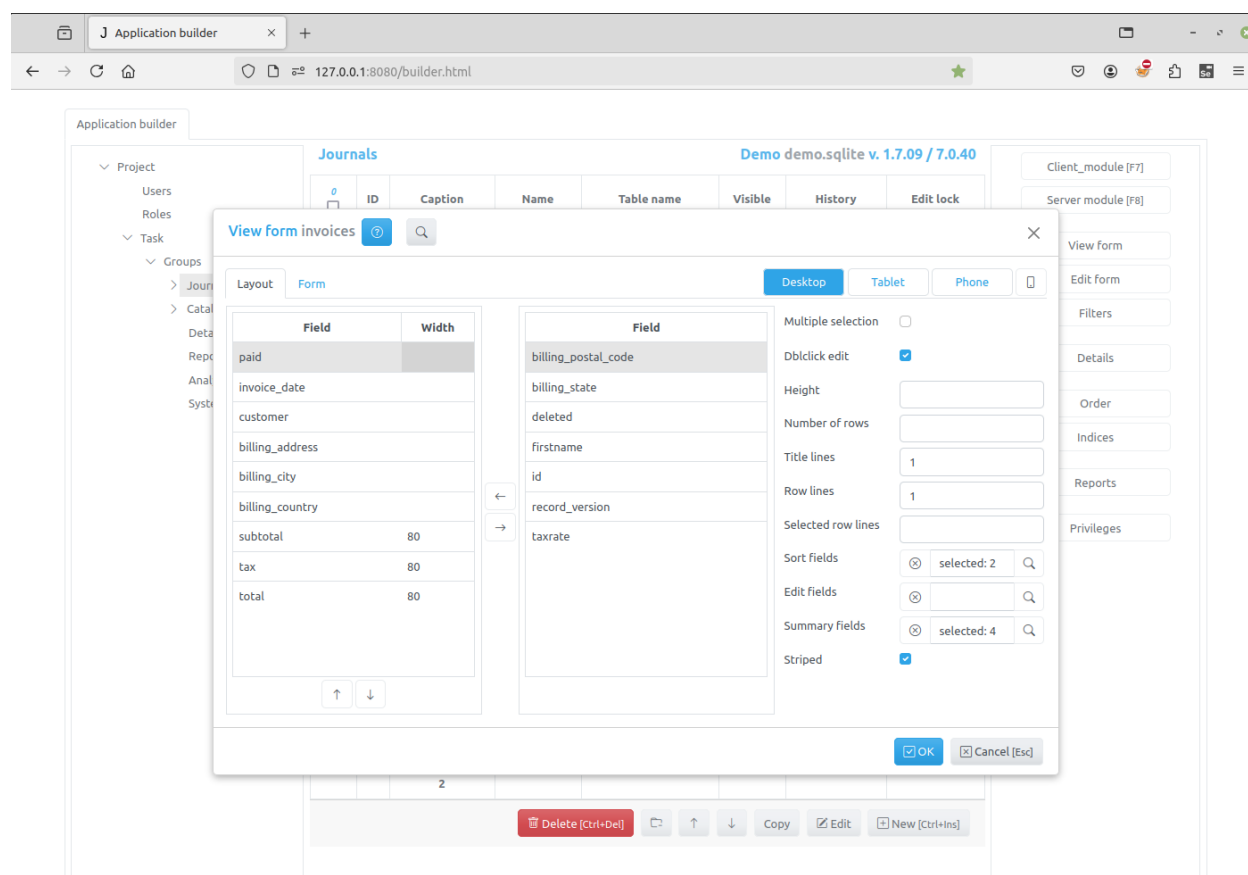 J Application builder
127.0.0.1:8080/builder.html
Se
Application builder
Project
Users
Roles
Task
Groups
Journals
Demo demo.sqlite v. 1.7.09 / 7.0.40
0
ID Caption Name Table name Visible History Edit lock
Client_module [F7]
Server module [F8]
View form
Edit form
Filters
Details
Order
Indices
Reports
Privileges
View form invoices
Layout Form
Desktop Tablet Phone
Field Width
paid
invoice_date
customer
billing_address
billing_city
billing_country
subtotal 80
tax 80
total 80
Field
billing_postal_code
billing_state
deleted
firstname
id
record_version
taxrate
Multiple selection
Dblclick edit
Height
Number of rows
Title lines 1
Row lines 1
Selected row lines
Sort fields selected: 2
Edit fields
Summary fields selected: 4
Striped
OK Cancel [Esc]
2
Delete [Ctrl+Del] Copy Edit New [Ctrl+Ins]